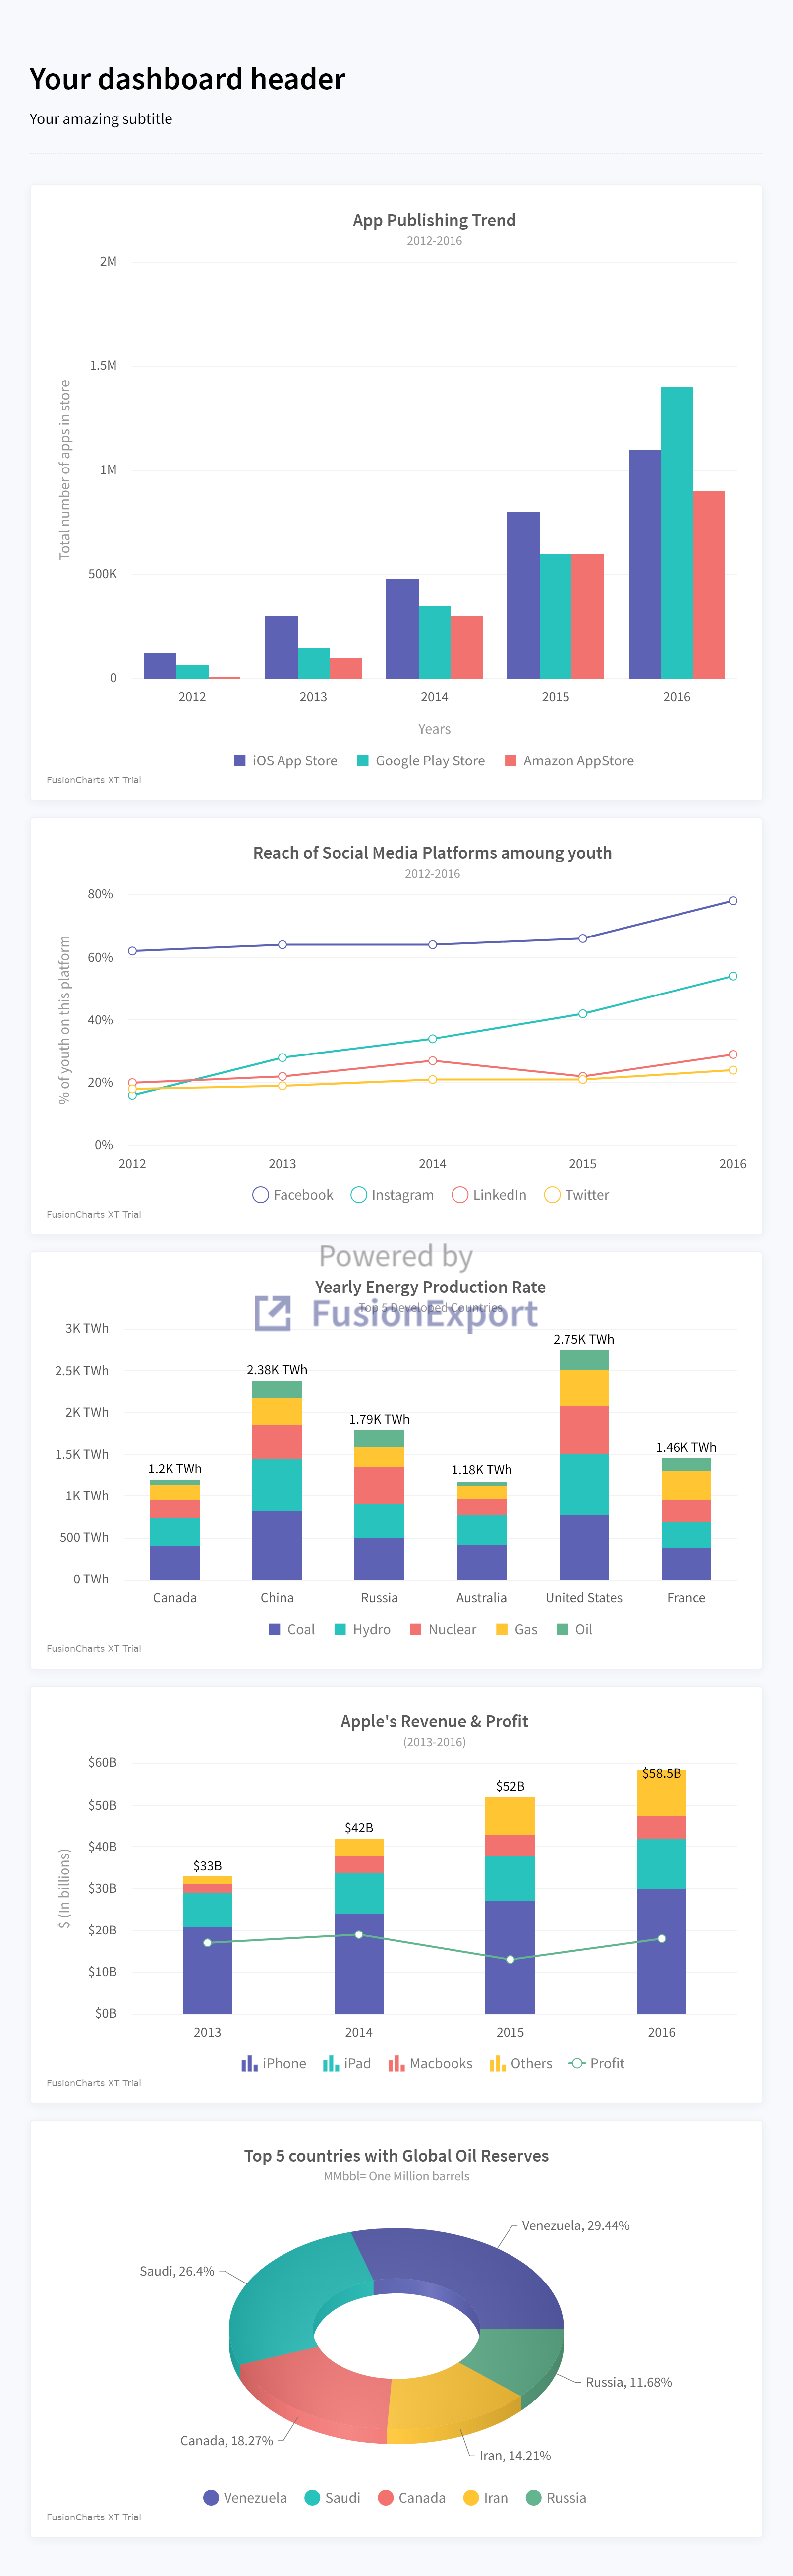 Your dashboard header
Your amazing subtitle
App Publishing Trend
2012-2016
Total number of apps in store
2M
1.5M
1M
500K
0
2012 2013 2014 2015 2016
Years
iOS App Store Google Play Store Amazon AppStore
FusionCharts XT Trial
Reach of Social Media Platforms amoung youth
2012-2016
% of youth on this platform
80%
60%
40%
20%
0%
2012 2013 2014 2015 2016
Facebook Instagram LinkedIn Twitter
FusionCharts XT Trial
Powered by
Yearly Energy Production Rate
Top 5 Developed Countries
FusionExport
3K TWh
2.5K TWh
2K TWh
1.5K TWh
1K TWh
500 TWh
0 TWh
1.2K TWh 2.38K TWh 1.79K TWh 1.18K TWh 2.75K TWh 1.46K TWh
Canada China Russia Australia United States France
Coal Hydro Nuclear Gas Oil
FusionCharts XT Trial
Apple's Revenue & Profit
(2013-2016)
$ (In billions)
$60B
$50B
$40B
$30B
$20B
$10B
$0B
$33B $42B $52B $58.5B
2013 2014 2015 2016
iPhone iPad Macbooks Others Profit
FusionCharts XT Trial
Top 5 countries with Global Oil Reserves
MMbbl= One Million barrels
Venezuela, 29.44%
Saudi, 26.4%
Russia, 11.68%
Canada, 18.27%
Iran, 14.21%
Venezuela Saudi Canada Iran Russia
FusionCharts XT Trial